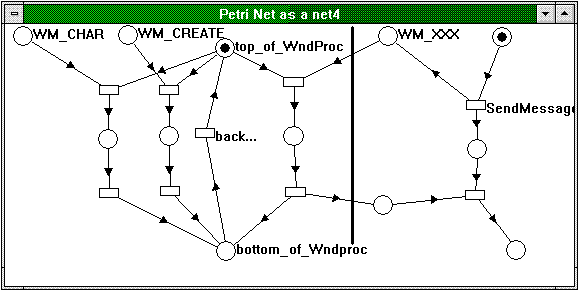 Petri Net as a net4
WM_CHAR
WM_CREATE
top_of_WndProc
WM_XXX
SendMessage
back...
bottom_of_Wndproc